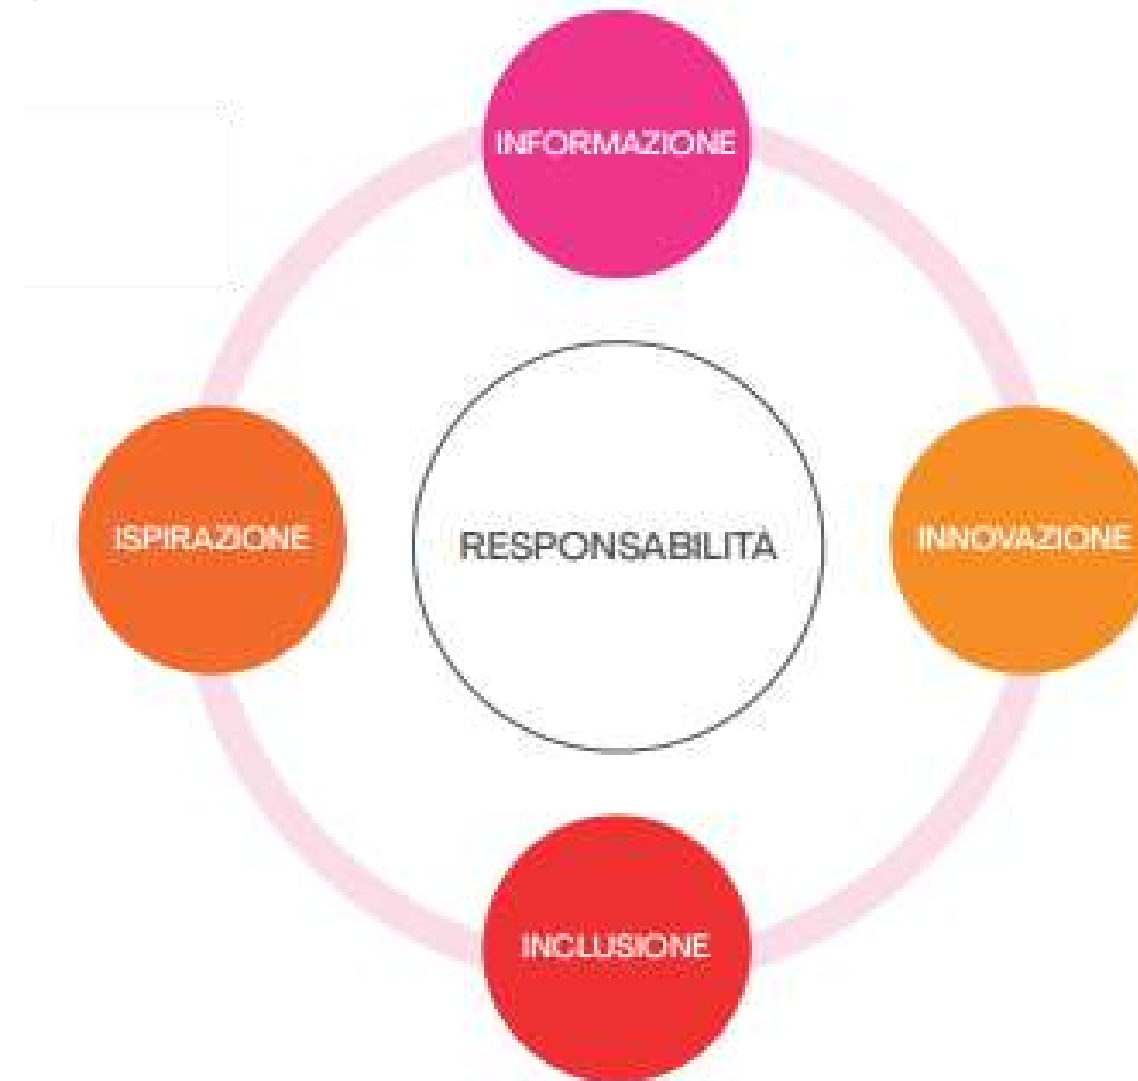 INFORMAZIONE
ISPIRAZIONE
RESPONSABILITÀ
INNOVAZIONE
INCLUSIONE